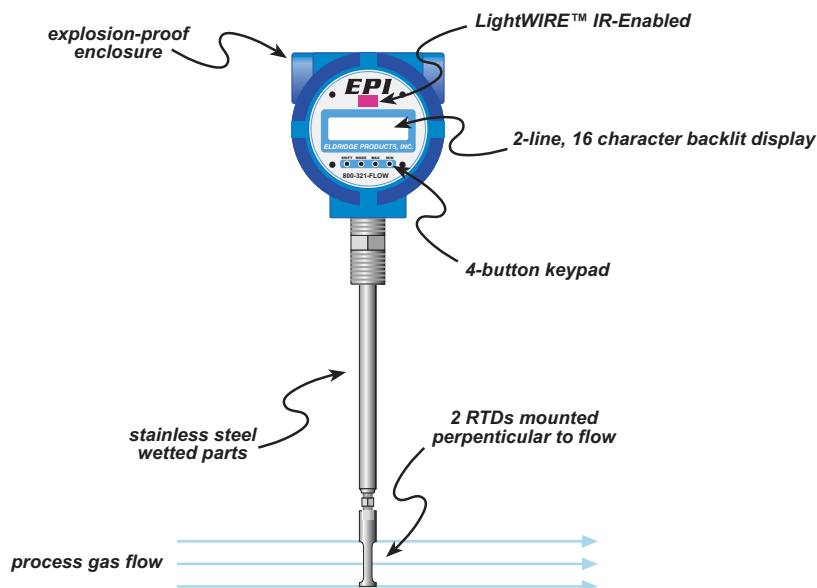 LightWIRE™ IR-Enabled
explosion-proof
enclosure
EPI
2-line, 16 character backlit display
ELDRIDGE PRODUCTS, INC.
SHIFT MODE MAX MIN
800-321-FLOW
4-button keypad
2 RTDs mounted
perpenticular to flow
stainless steel
wetted parts
process gas flow